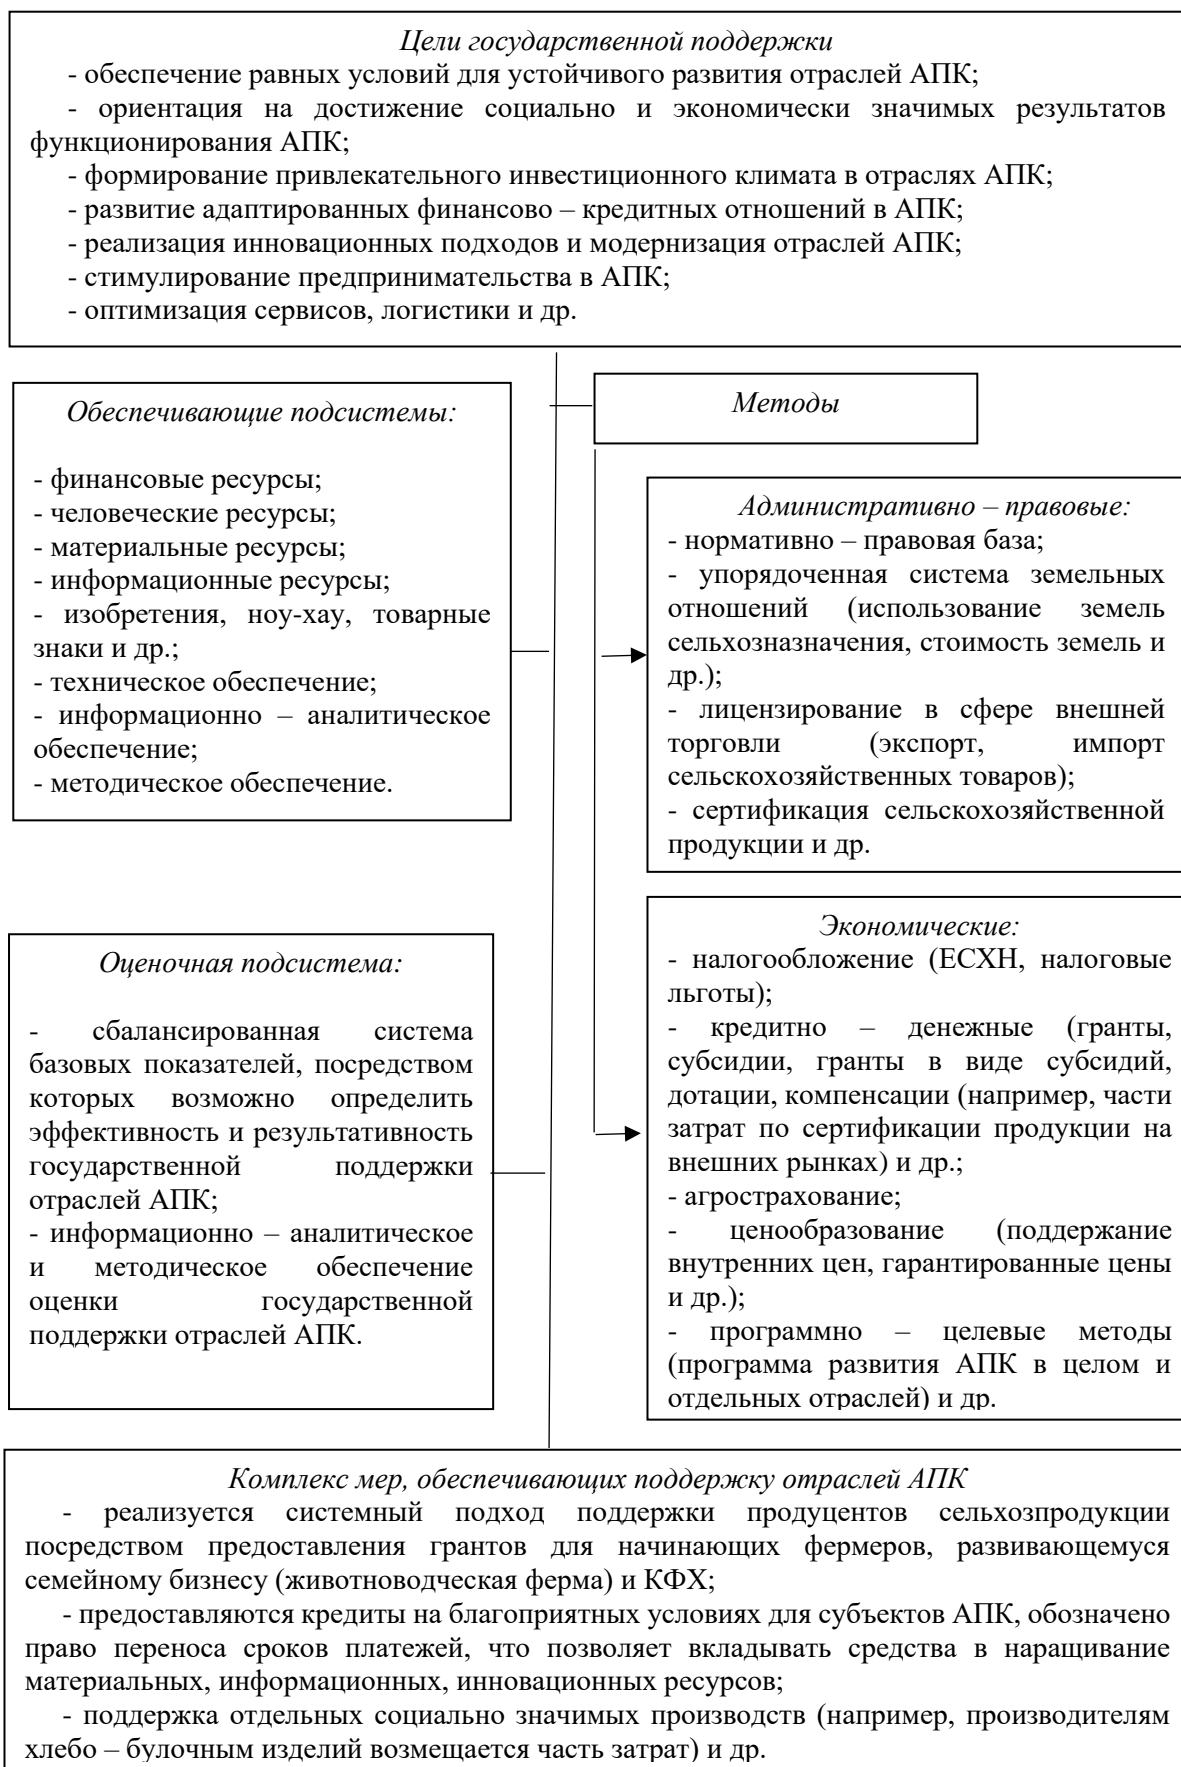 Цели государственной поддержки
- обеспечение равных условий для устойчивого развития отраслей АПК;
- ориентация на достижение социально и экономически значимых результатов
функционирования АПК;
- формирование привлекательного инвестиционного климата в отраслях АПК;
- развитие адаптированных финансово – кредитных отношений в АПК;
- реализация инновационных подходов и модернизация отраслей АПК;
- стимулирование предпринимательства в АПК;
- оптимизация сервисов, логистики и др.
Обеспечивающие подсистемы:
- финансовые ресурсы;
- человеческие ресурсы;
- материальные ресурсы;
- информационные ресурсы;
- изобретения, ноу-хау, товарные
знаки и др.;
- техническое обеспечение;
- информационно – аналитическое
обеспечение;
- методическое обеспечение.
Методы
Административно – правовые:
- нормативно – правовая база;
- упорядоченная система земельных
отношений (использование земель
сельхозназначения, стоимость земель и
др.);
- лицензирование в сфере внешней
торговли (экспорт, импорт
сельскохозяйственных товаров);
- сертификация сельскохозяйственной
продукции и др.
Оценочная подсистема:
- сбалансированная система
базовых показателей, посредством
которых возможно определить
эффективность и результативность
государственной поддержки
отраслей АПК;
- информационно – аналитическое
и методическое обеспечение
оценки государственной
поддержки отраслей АПК.
Экономические:
- налогообложение (ЕСХН, налоговые
льготы);
- кредитно – денежные (гранты,
субсидии, гранты в виде субсидий,
дотации, компенсации (например, части
затрат по сертификации продукции на
внешних рынках) и др.;
- агрострахование;
- ценообразование (поддержание
внутренних цен, гарантированные цены
и др.);
- программно – целевые методы
(программа развития АПК в целом и
отдельных отраслей) и др.
Комплекс мер, обеспечивающих поддержку отраслей АПК
- реализуется системный подход поддержки продуцентов сельхозпродукции
посредством предоставления грантов для начинающих фермеров, развивающемуся
семейному бизнесу (животноводческая ферма) и КФХ;
- предоставляются кредиты на благоприятных условиях для субъектов АПК, обозначено
право переноса сроков платежей, что позволяет вкладывать средства в наращивание
материальных, информационных, инновационных ресурсов;
- поддержка отдельных социально значимых производств (например, производителям
хлебо – булочным изделий возмещается часть затрат) и др.